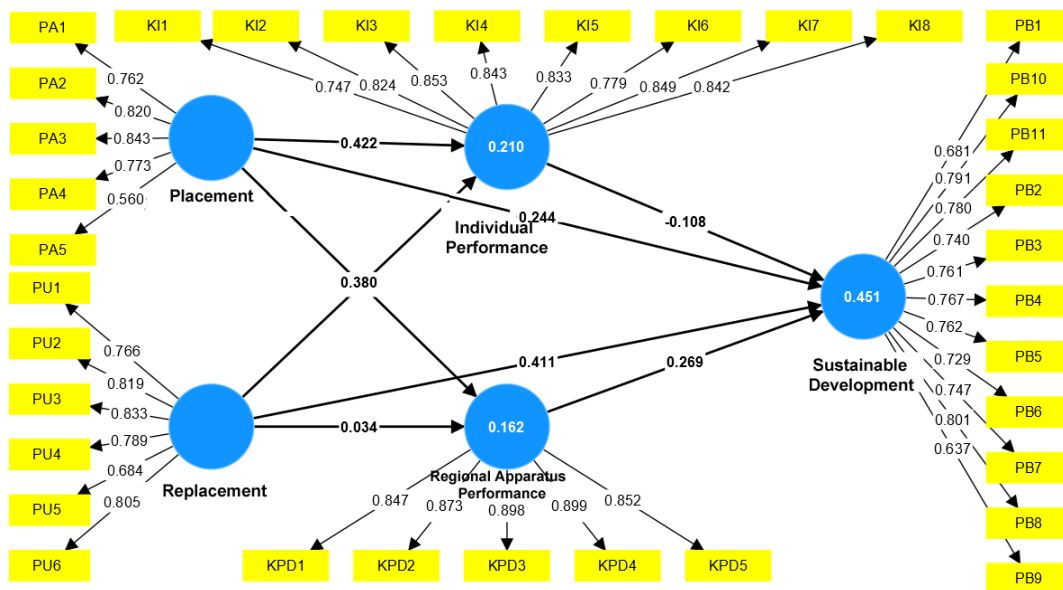 PA1
KI1
KI2
KI3
KI4
KI5
KI6
KI7
KI8
PB1
PA2
PA3
PA4
PA5
0.762
0.820
0.843
0.773
0.560
0.747
0.824
0.853
0.843
0.833
0.779
0.849
0.842
Placement
0.422
0.210
Individual
Performance
0.244
-0.108
0.380
PU1
PU2
PU3
PU4
PU5
PU6
0.766
0.819
0.833
0.789
0.684
0.805
Replacement
0.411
0.034
0.269
0.162
Regional Apparatus
Performance
0.847
0.873
0.898
0.899
0.852
KPD1
KPD2
KPD3
KPD4
KPD5
0.451
Sustainable
Development
0.681
0.791
0.780
0.740
0.761
0.767
0.762
0.729
0.747
0.801
0.637
PB10
PB11
PB2
PB3
PB4
PB5
PB6
PB7
PB8
PB9